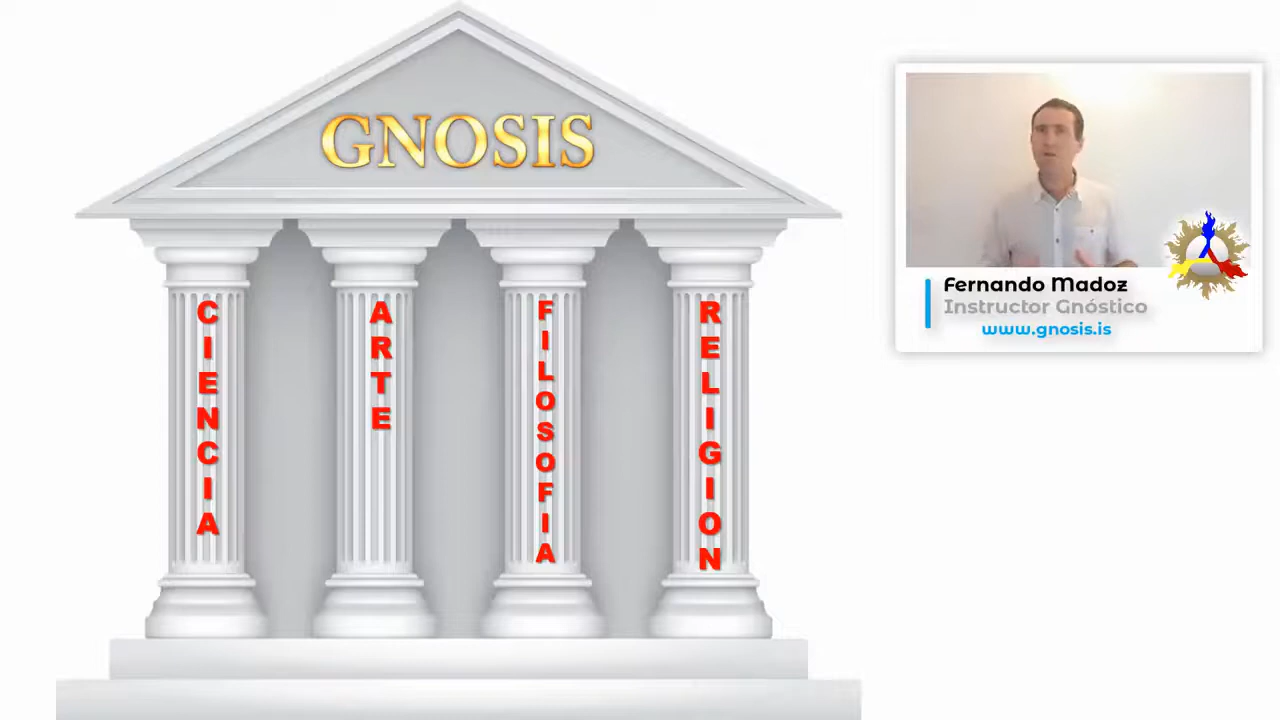 GNOSIS
CIENCIA
ARTE
FILOSOFIA
RELIGION
Fernando Madoz
Instructor Gnóstico
www.gnosis.is